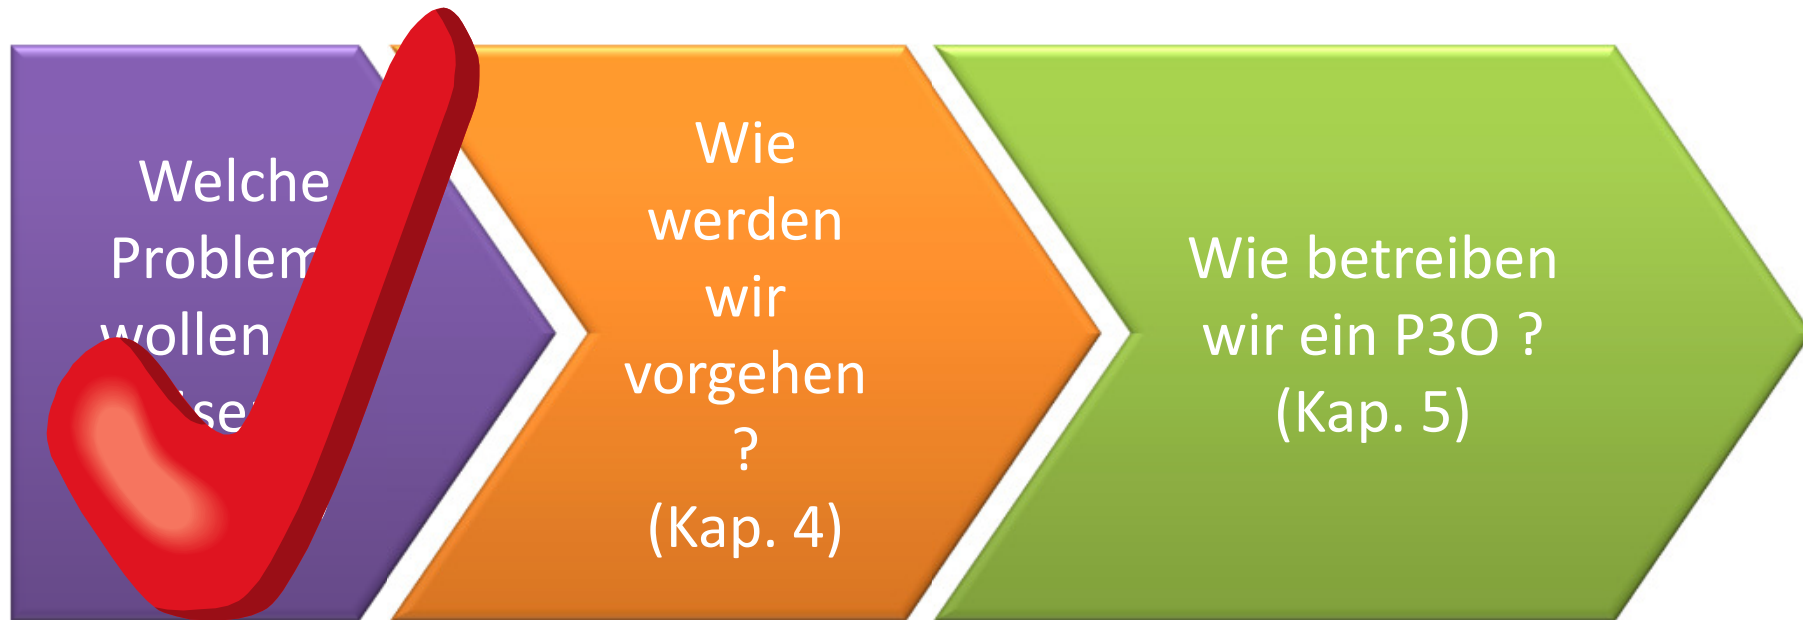 Welche
Problem
wollen
Wie
werden
wir
vorgehen
?
(Kap. 4)
Wie betreiben
wir ein P3O ?
(Kap. 5)